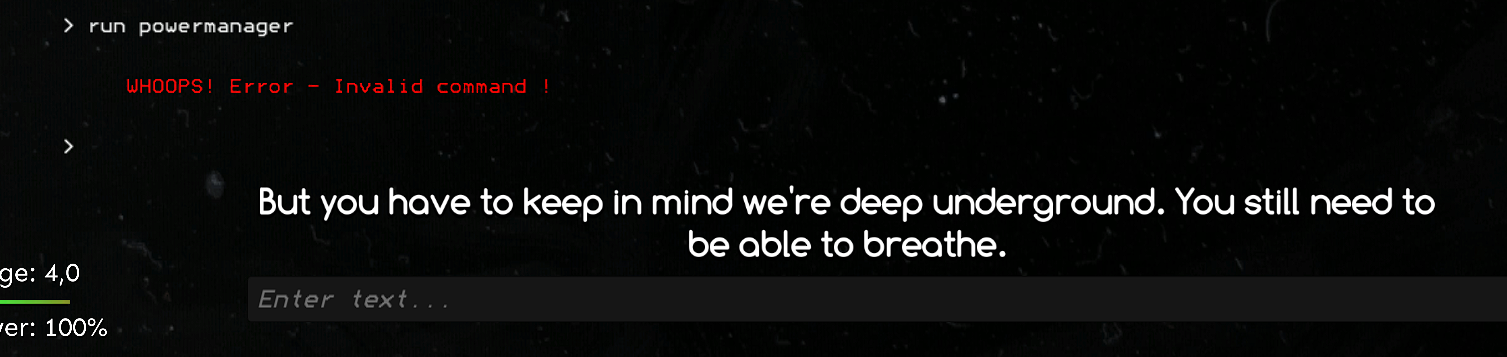 > run powermanager
WHOOPS! Error - Invalid command !
>
But you have to keep in mind we're deep underground. You still need to
be able to breathe.
ge: 4,0
Enter text...
ver: 100%